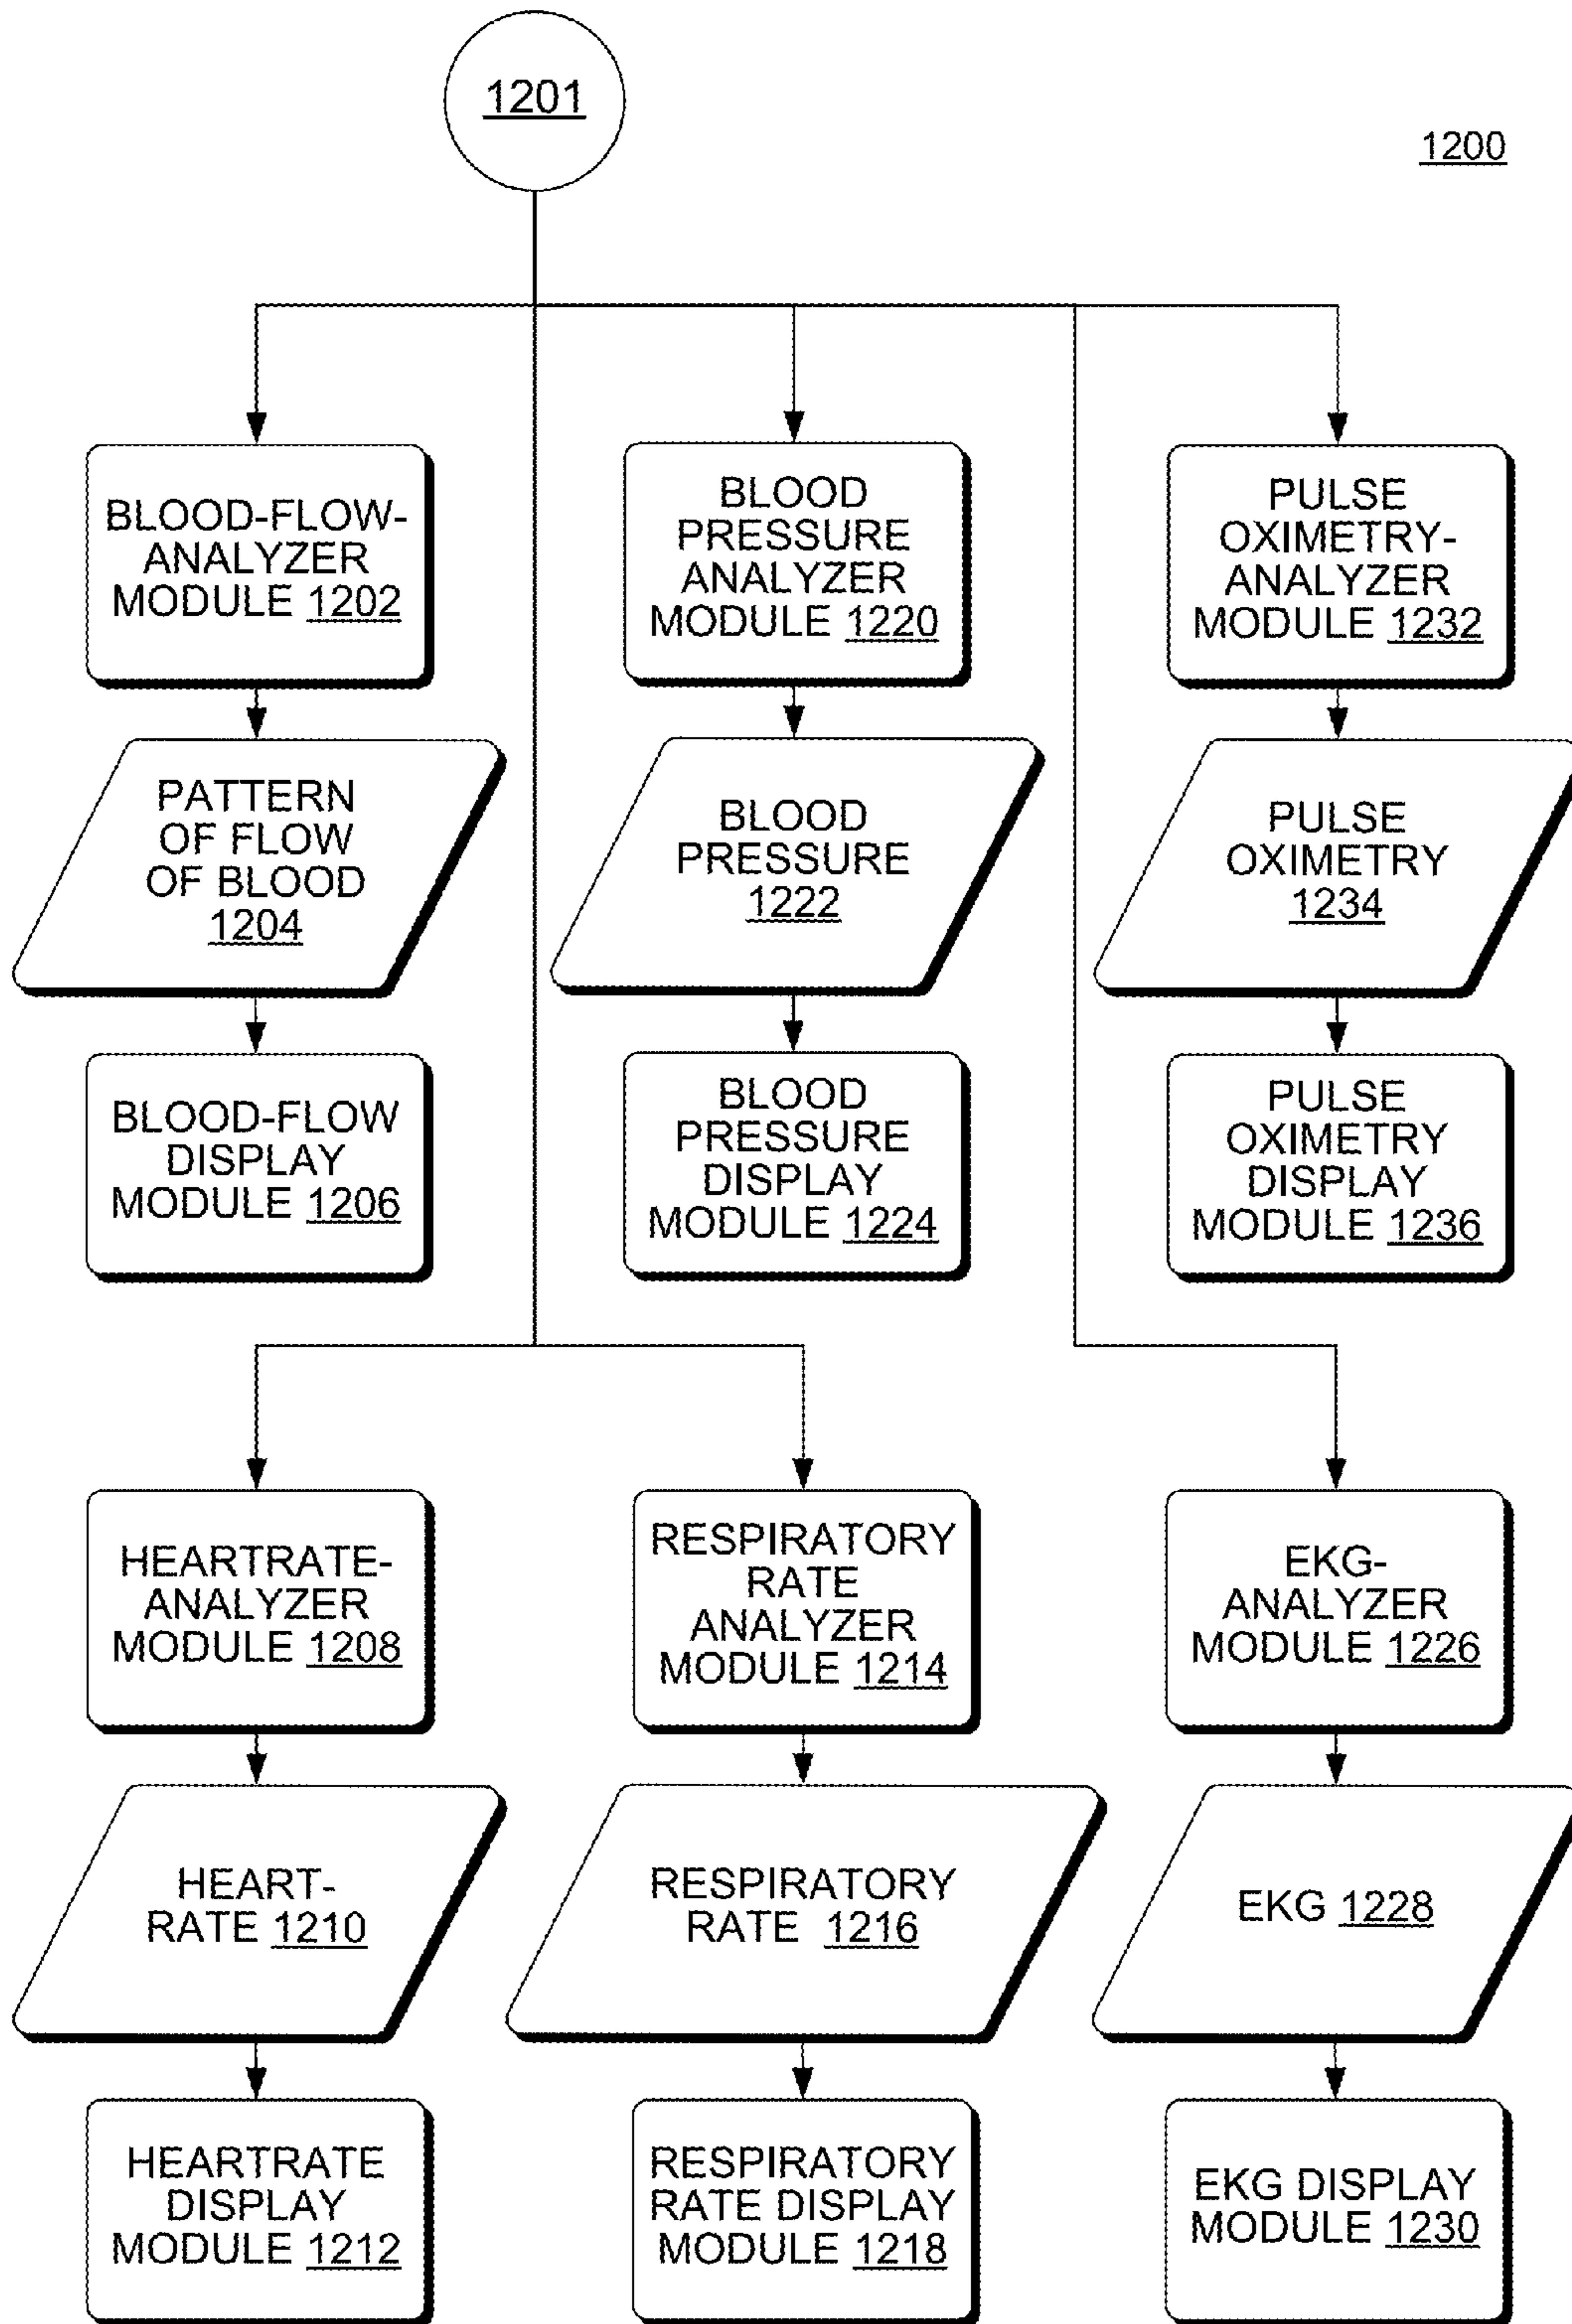 1201
1200
BLOOD-FLOW-
ANALYZER
MODULE 1202
BLOOD
PRESSURE
ANALYZER
MODULE 1220
PULSE
OXIMETRY-
ANALYZER
MODULE 1232
PATTERN
OF FLOW
OF BLOOD
1204
BLOOD
PRESSURE
1222
PULSE
OXIMETRY
1234
BLOOD-FLOW
DISPLAY
MODULE 1206
BLOOD
PRESSURE
DISPLAY
MODULE 1224
PULSE
OXIMETRY
DISPLAY
MODULE 1236
HEARTRATE-
ANALYZER
MODULE 1208
RESPIRATORY
RATE
ANALYZER
MODULE 1214
EKG-
ANALYZER
MODULE 1226
HEART-
RATE 1210
RESPIRATORY
RATE 1216
EKG 1228
HEARTRATE
DISPLAY
MODULE 1212
RESPIRATORY
RATE DISPLAY
MODULE 1218
EKG DISPLAY
MODULE 1230